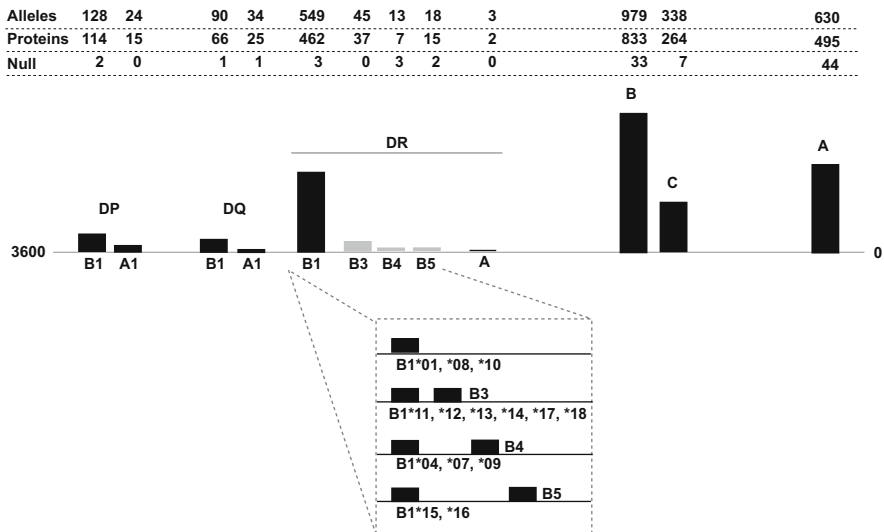 Alleles 128 24 90 34 549 45 13 18 3 979 338 630
Proteins 114 15 66 25 462 37 7 15 2 833 264 495
Null 2 0 1 1 3 0 3 2 0 33 7 44
B
DR
A
C
DP DQ
3600 0
B1 A1 B1 A1 B1 B3 B4 B5 A
B1*01, *08, *10
B3
B1*11, *12, *13, *14, *17, *18
B4
B1*04, *07, *09
B5
B1*15, *16